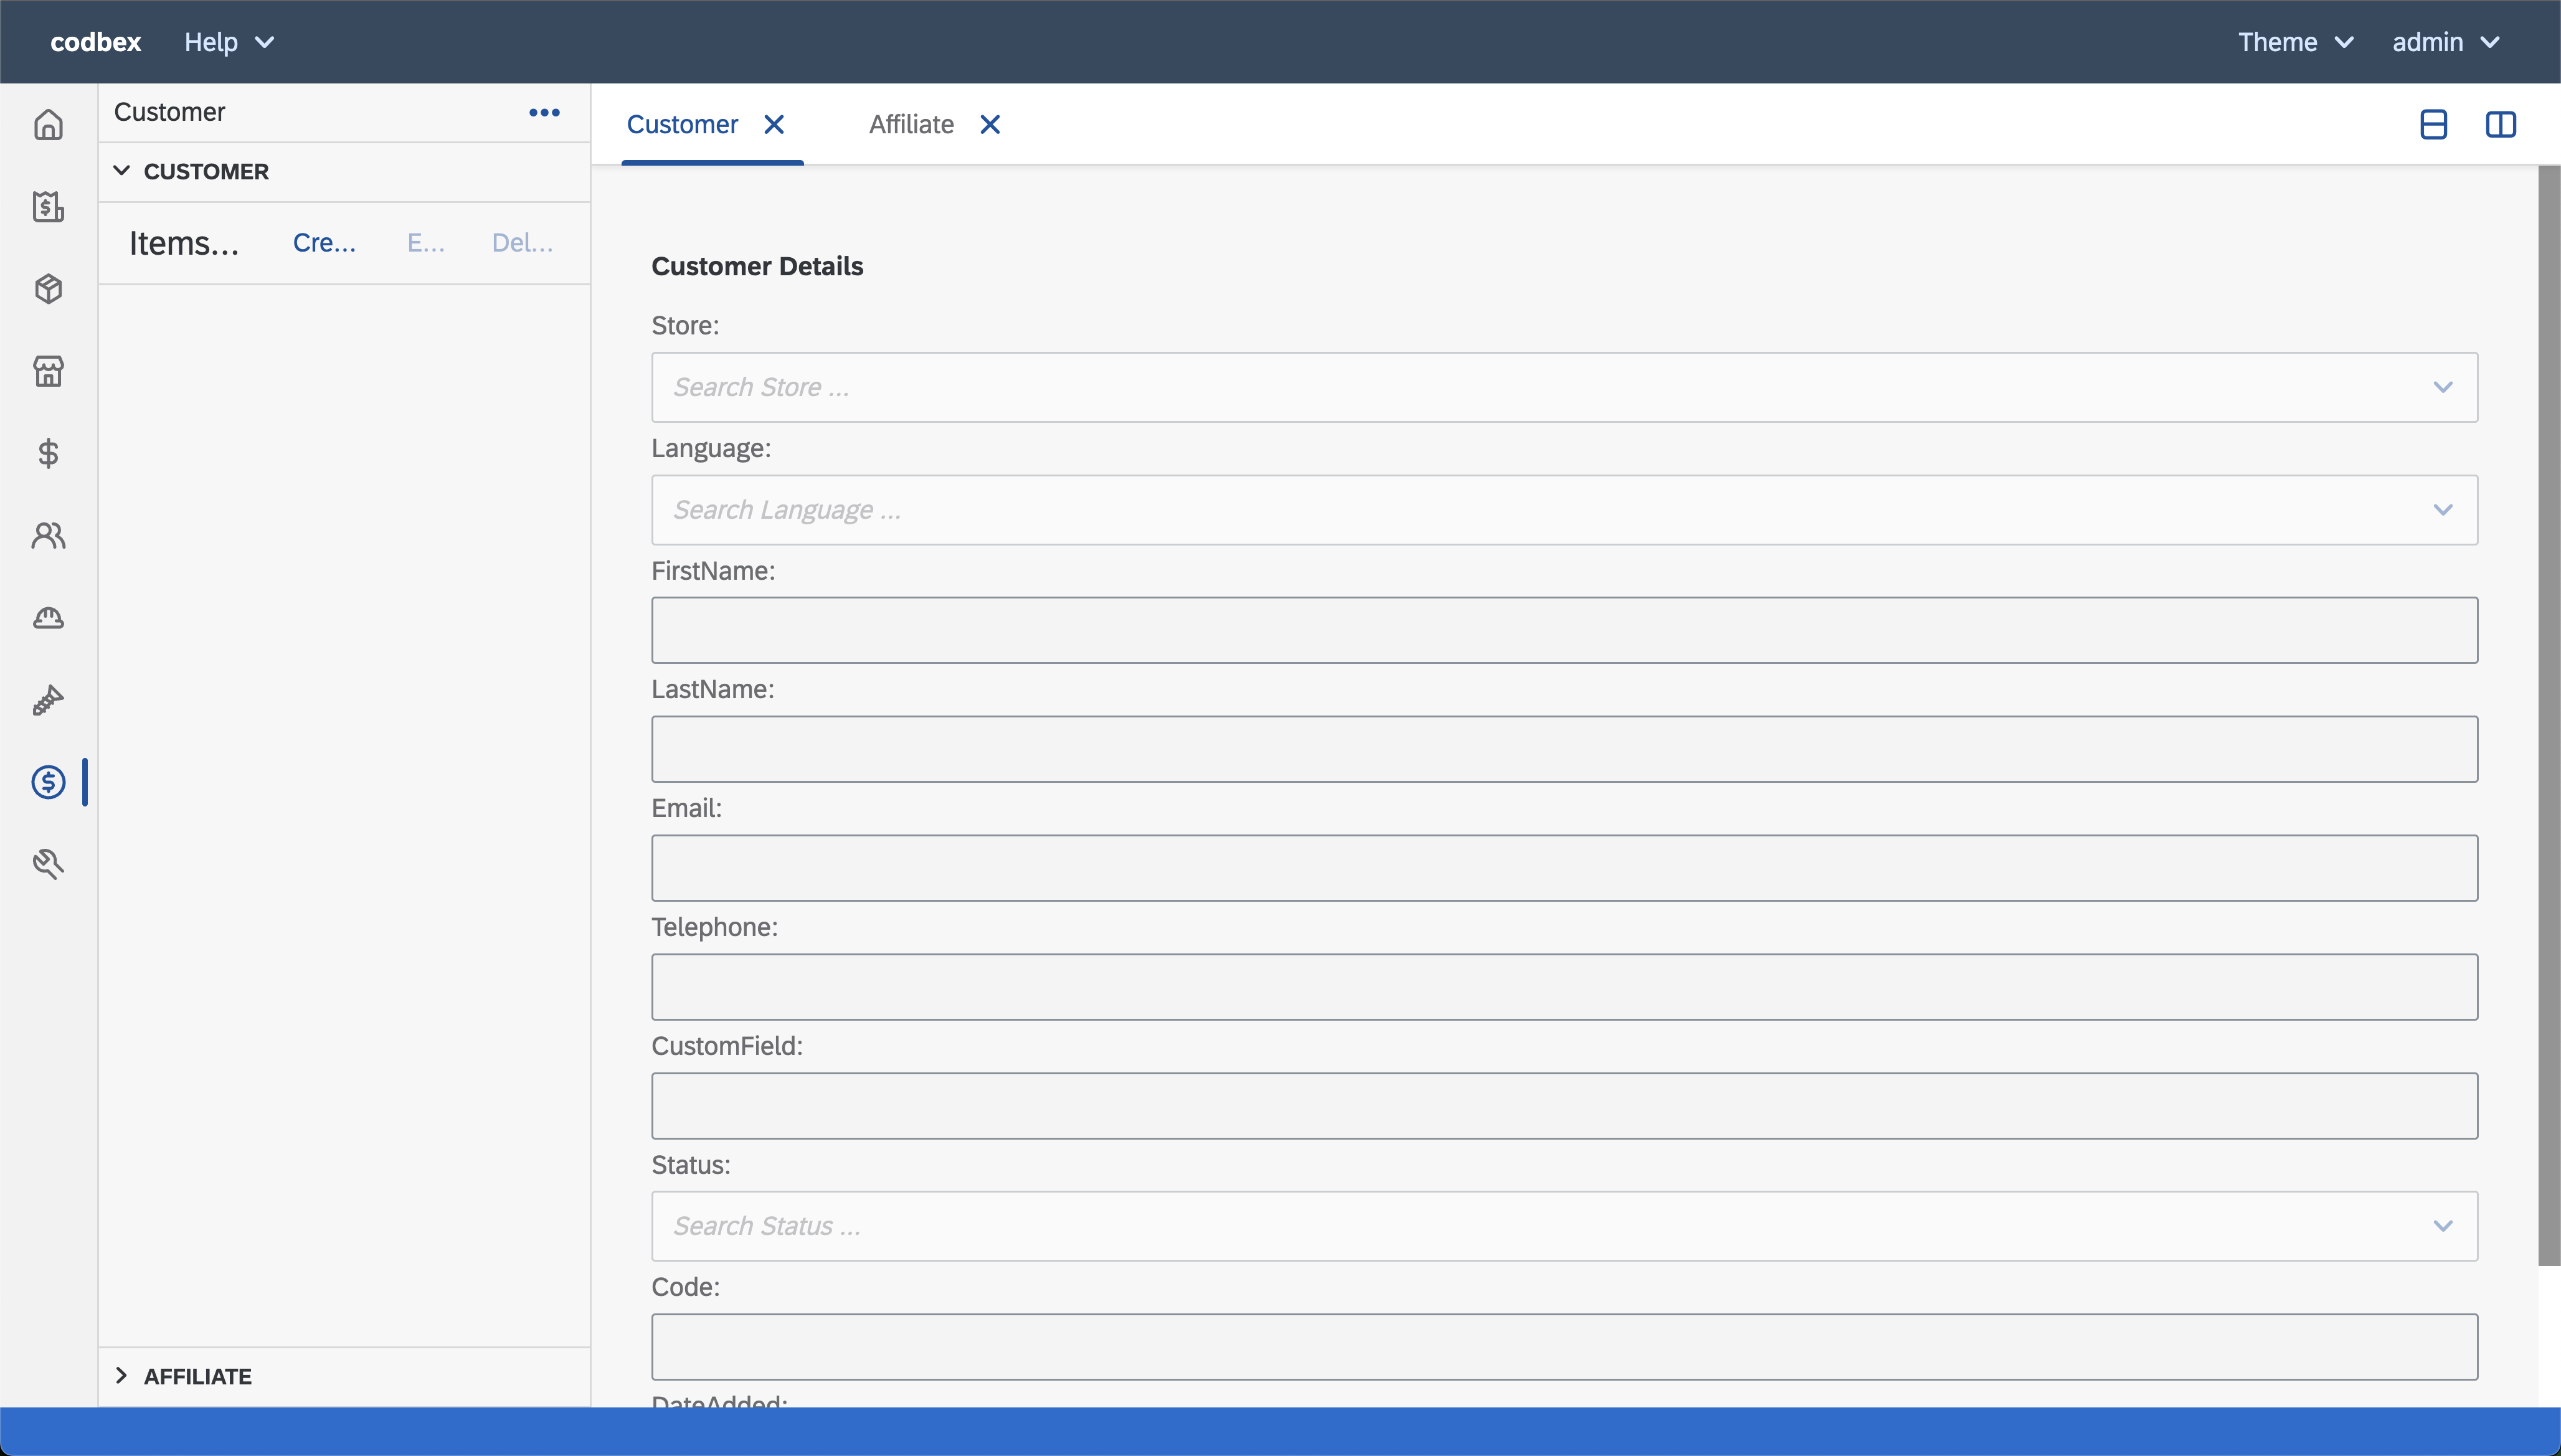 codbex Help Theme admin
Customer
Customer Affiliate
CUSTOMER
Items... Cre... E... Del...
Customer Details
Store:
Search Store ...
Language:
Search Language ...
FirstName:
LastName:
Email:
Telephone:
CustomField:
Status:
Search Status ...
Code:
DateAdded:
AFFILIATE